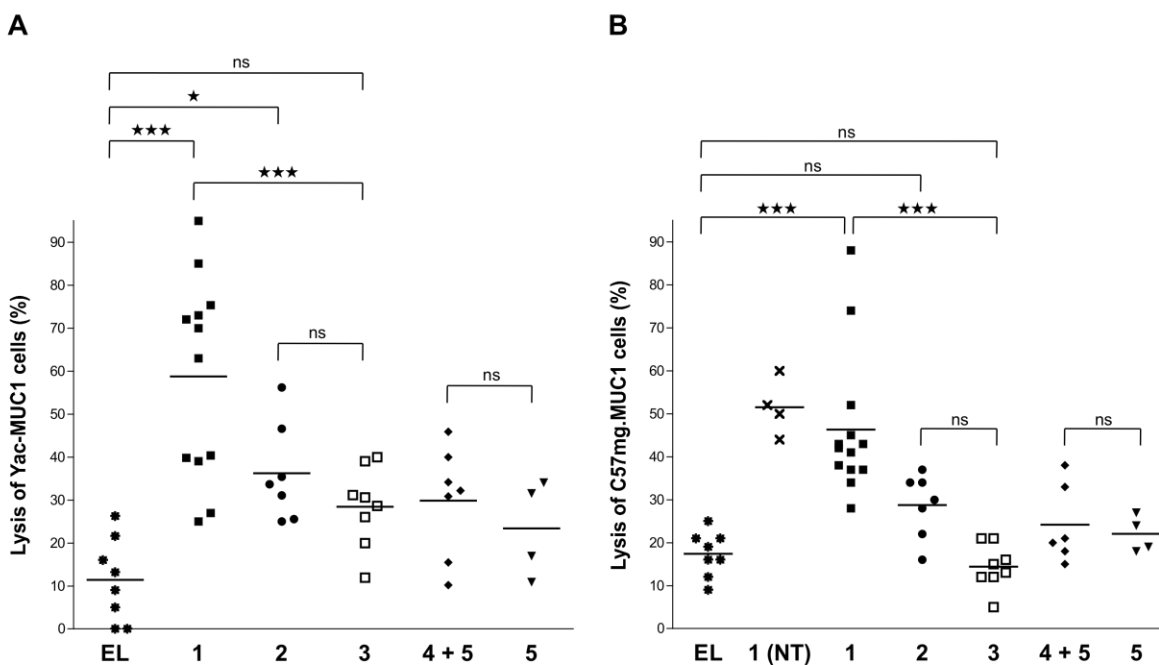 A
B
ns
★
★★★
★★★
ns
ns
Lysis of Yac-MUC1 cells (%)
90
80
70
60
50
40
30
20
10
0
EL 1 2 3 4 + 5 5
ns
ns
★★★ ★★★
ns
ns
Lysis of C57mg.MUC1 cells (%)
90
80
70
60
50
40
30
20
10
0
EL 1 (NT) 1 2 3 4 + 5 5